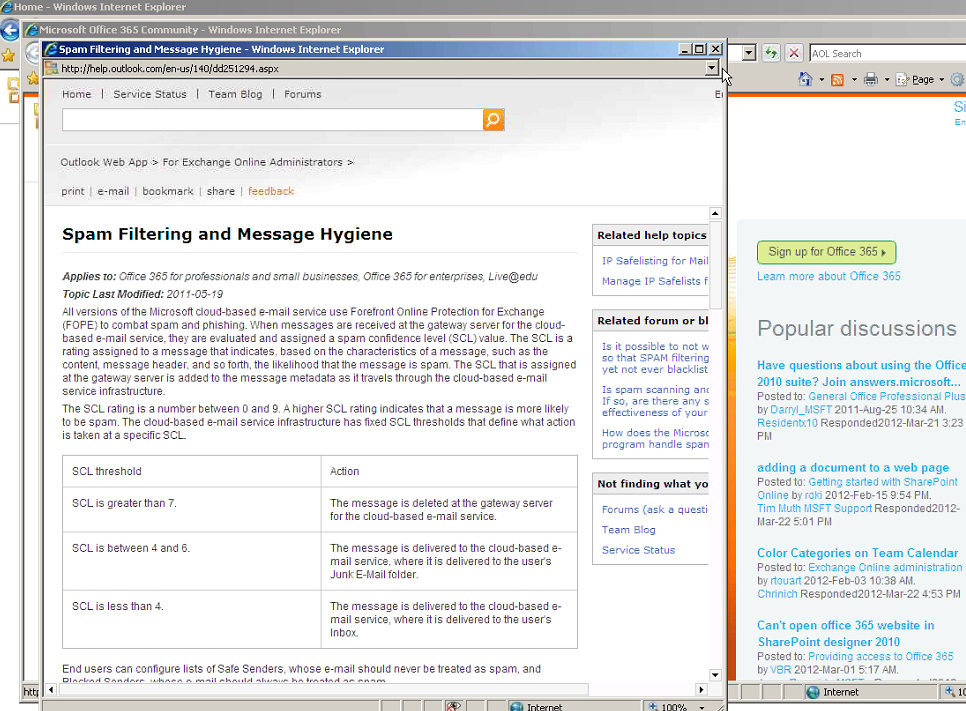 Home - Windows Internet Explorer
Microsoft Office 365 Community - Windows Internet Explorer
Spam Filtering and Message Hygiene - Windows Internet Explorer
http://help.outlook.com/en-us/140/dd251294.aspx
AOL Search
Page
Home | Service Status | Team Blog | Forums
Outlook Web App > For Exchange Online Administrators >
print | e-mail | bookmark | share | feedback
Spam Filtering and Message Hygiene
Applies to: Office 365 for professionals and small businesses, Office 365 for enterprises, Live@edu
Topic Last Modified: 2011-05-19
All versions of the Microsoft cloud-based e-mail service use Forefront Online Protection for Exchange
(FOPE) to combat spam and phishing. When messages are received at the gateway server for the cloud-
based e-mail service, they are evaluated and assigned a spam confidence level (SCL) value. The SCL is a
rating assigned to a message that indicates, based on the characteristics of a message, such as the
content, message header, and so forth, the likelihood that the message is spam. The SCL that is assigned
at the gateway server is added to the message metadata as it travels through the cloud-based e-mail
service infrastructure.
The SCL rating is a number between 0 and 9. A higher SCL rating indicates that a message is more likely
to be spam. The cloud-based e-mail service infrastructure has fixed SCL thresholds that define what action
is taken at a specific SCL.
SCL threshold
Action
SCL is greater than 7.
The message is deleted at the gateway server
for the cloud-based e-mail service.
SCL is between 4 and 6.
The message is delivered to the cloud-based e-
mail service, where it is delivered to the user's
Junk E-Mail folder.
SCL is less than 4.
The message is delivered to the cloud-based e-
mail service, where it is delivered to the user's
Inbox.
End users can configure lists of Safe Senders, whose e-mail should never be treated as spam, and
Blocked Senders, whose e-mail should always be treated as spam.
Related help topics
IP Safelisting for Mail
Manage IP Safelists f
Related forum or bl
Is it possible to not w
so that SPAM filtering
yet not ever blacklist
Is spam scanning and
If so, are there any s
effectiveness of your
How does the Micros
program handle span
Not finding what yo
Forums (ask a questi
Team Blog
Service Status
Internet
100%
Si
En
Sign up for Office 365
Learn more about Office 365
Popular discussions
Have questions about using the Office
2010 suite? Join answers.microsoft...
Posted to: General Office Professional Plus
by Darryl_MSFT 2011-Aug-25 10:34 AM.
Residentx10 Responded2012-Mar-21 3:23
PM
adding a document to a web page
Posted to: Getting started with SharePoint
Online by roki 2012-Feb-15 9:54 PM.
Tim Muth MSFT Support Responded2012-
Mar-22 5:01 PM
Color Categories on Team Calendar
Posted to: Exchange Online administration
by rtouart 2012-Feb-03 10:38 AM.
Chrinich Responded2012-Mar-22 4:53 PM
Can't open office 365 website in
SharePoint designer 2010
Posted to: Providing access to Office 365
by VBR 2012-Mar-01 5:17 AM.
Internet
10
http